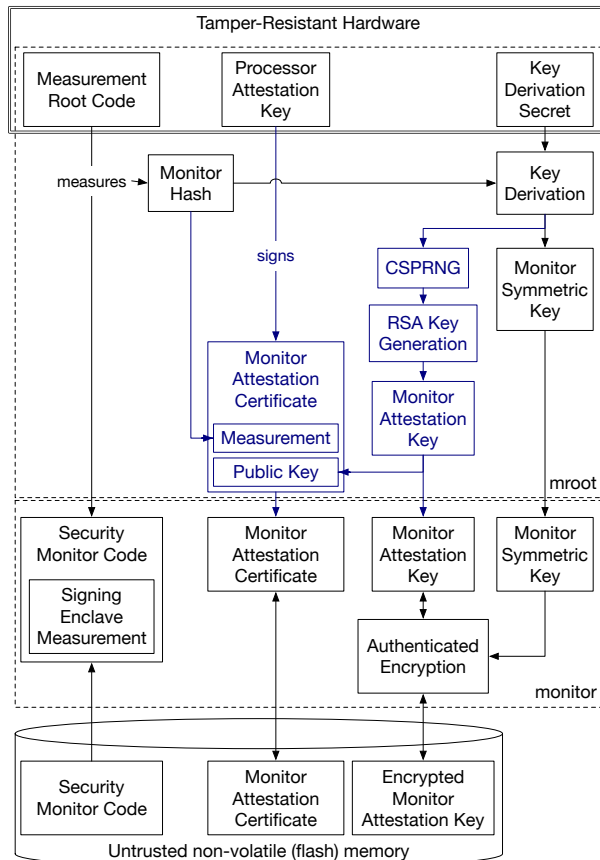 Tamper-Resistant Hardware
Measurement
Root Code
Processor
Attestation
Key
Key
Derivation
Secret
measures
Monitor
Hash
Key
Derivation
signs
CSPRNG
Monitor
Symmetric
Key
RSA Key
Generation
Monitor
Attestation
Certificate
Measurement
Public Key
Monitor
Attestation
Key
mroot
Security
Monitor Code
Signing
Enclave
Measurement
Monitor
Attestation
Certificate
Monitor
Attestation
Key
Monitor
Symmetric
Key
Authenticated
Encryption
monitor
Security
Monitor Code
Monitor
Attestation
Certificate
Encrypted
Monitor
Attestation Key
Untrusted non-volatile (flash) memory